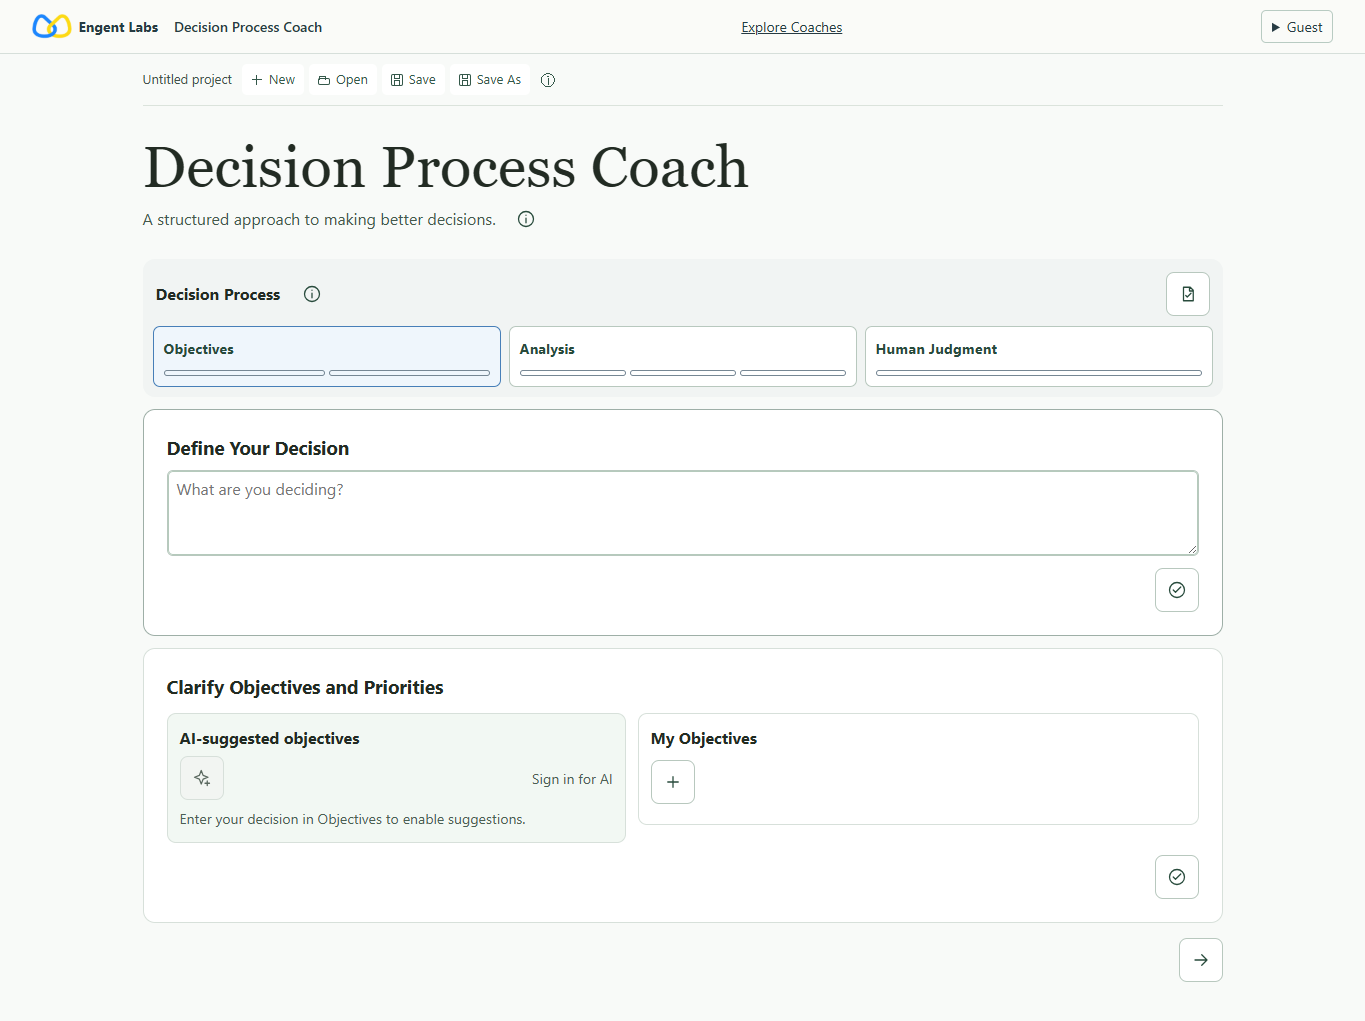 Engent Labs
Decision Process Coach
Explore Coaches
Guest
Untitled project
New
Open
Save
Save As
Decision Process Coach
A structured approach to making better decisions.
Decision Process
Objectives
Analysis
Human Judgment
Define Your Decision
What are you deciding?
Clarify Objectives and Priorities
AI-suggested objectives
Sign in for AI
Enter your decision in Objectives to enable suggestions.
My Objectives